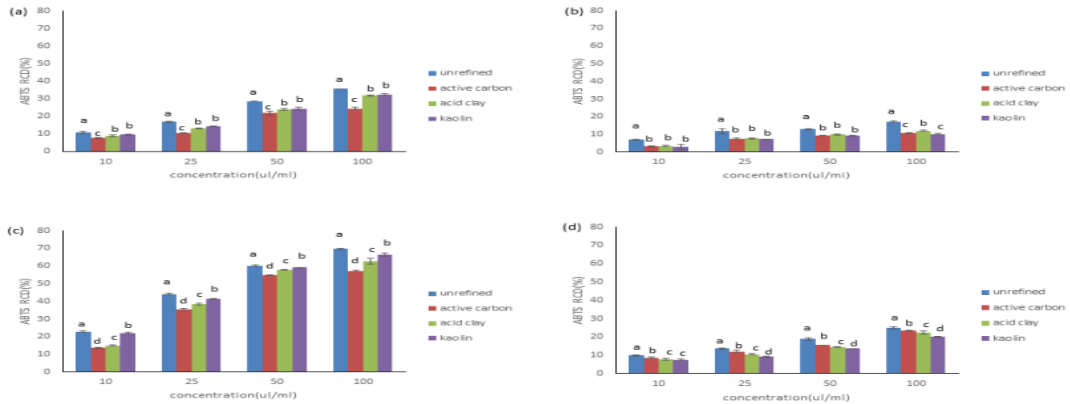 (a)
80
70
60
50
40
30
20
10
0
ABTS RCD(%)
a c b b
a c b b
a c b b
a c b b
10 25 50 100
concentration(ul/ml)
unrefined
active carbon
acid clay
kaolin
(b)
80
70
60
50
40
30
20
10
0
ABTS RCD(%)
a b b b
a b b b
a b b b
a c b c
10 25 50 100
concentration(ul/ml)
unrefined
active carbon
acid clay
kaolin
(c)
80
70
60
50
40
30
20
10
0
ABTS RCD(%)
a d c b
a d c b
a d c b
a d c b
10 25 50 100
concentration(ul/ml)
unrefined
active carbon
acid clay
kaolin
(d)
80
70
60
50
40
30
20
10
0
ABTS RCD(%)
a b c c
a b c d
a b c d
a b c d
10 25 50 100
concentration(ul/ml)
unrefined
active carbon
acid clay
kaolin